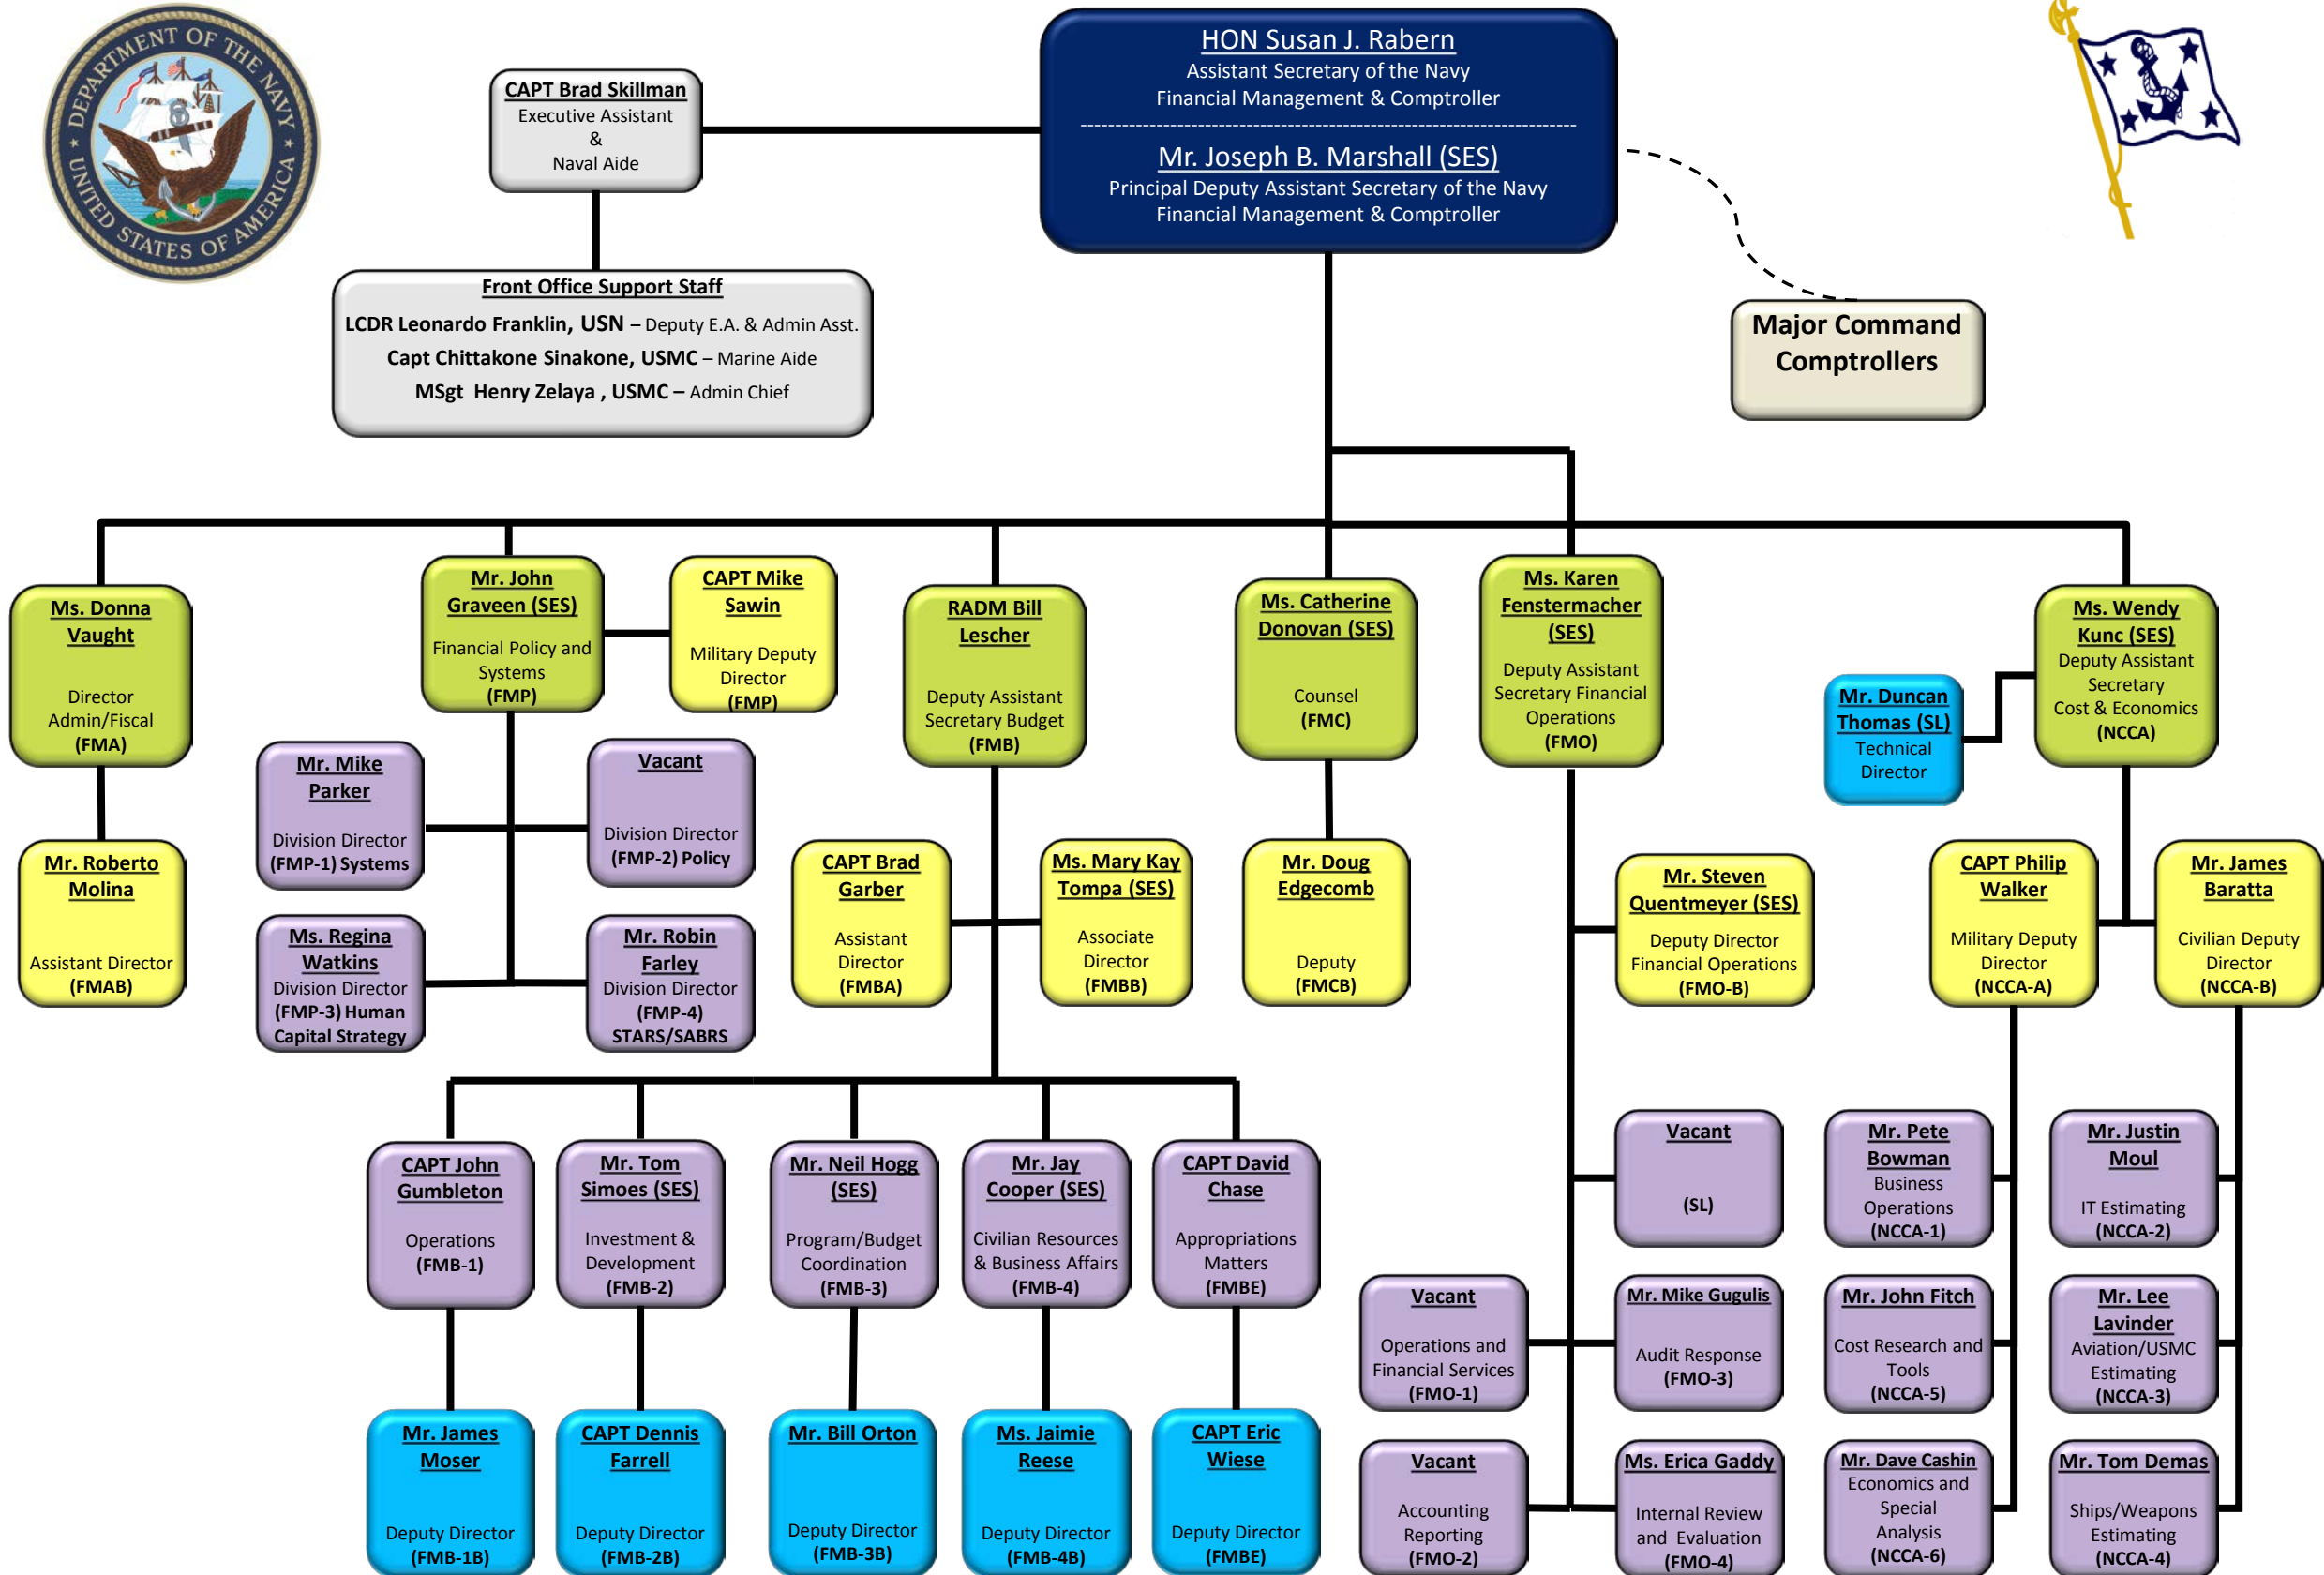 DEPARTMENT OF THE NAVY
UNITED STATES OF AMERICA
HON Susan J. Rabern
Assistant Secretary of the Navy
Financial Management & Comptroller
Mr. Joseph B. Marshall (SES)
Principal Deputy Assistant Secretary of the Navy
Financial Management & Comptroller
CAPT Brad Skillman
Executive Assistant
&
Naval Aide
Front Office Support Staff
LCDR Leonardo Franklin, USN – Deputy E.A. & Admin Asst.
Capt Chittakone Sinakone, USMC – Marine Aide
MSgt Henry Zelaya , USMC – Admin Chief
Major Command
Comptrollers
Ms. Donna
Vaught
Director
Admin/Fiscal
(FMA)
Mr. John
Graveen (SES)
Financial Policy and
Systems
(FMP)
CAPT Mike
Sawin
Military Deputy
Director
(FMP)
RADM Bill
Lescher
Deputy Assistant
Secretary Budget
(FMB)
Ms. Catherine
Donovan (SES)
Counsel
(FMC)
Ms. Karen
Fenstermacher
(SES)
Deputy Assistant
Secretary Financial
Operations
(FMO)
Ms. Wendy
Kunc (SES)
Deputy Assistant
Secretary
Cost & Economics
(NCCA)
Mr. Duncan
Thomas (SL)
Technical
Director
Mr. Mike
Parker
Division Director
(FMP-1) Systems
Vacant
Division Director
(FMP-2) Policy
Mr. Roberto
Molina
Assistant Director
(FMAB)
Ms. Regina
Watkins
Division Director
(FMP-3) Human
Capital Strategy
Mr. Robin
Farley
Division Director
(FMP-4)
STARS/SABRS
CAPT Brad
Garber
Assistant
Director
(FMBA)
Ms. Mary Kay
Tompa (SES)
Associate
Director
(FMBB)
Mr. Doug
Edgecomb
Deputy
(FMCB)
Mr. Steven
Quentmeyer (SES)
Deputy Director
Financial Operations
(FMO-B)
CAPT Philip
Walker
Military Deputy
Director
(NCCA-A)
Mr. James
Baratta
Civilian Deputy
Director
(NCCA-B)
CAPT John
Gumbleton
Operations
(FMB-1)
Mr. Tom
Simoes (SES)
Investment &
Development
(FMB-2)
Mr. Neil Hogg
(SES)
Program/Budget
Coordination
(FMB-3)
Mr. Jay
Cooper (SES)
Civilian Resources
& Business Affairs
(FMB-4)
CAPT David
Chase
Appropriations
Matters
(FMBE)
Vacant
(SL)
Mr. Pete
Bowman
Business
Operations
(NCCA-1)
Mr. Justin
Moul
IT Estimating
(NCCA-2)
Vacant
Operations and
Financial Services
(FMO-1)
Mr. Mike Gugulis
Audit Response
(FMO-3)
Mr. John Fitch
Cost Research and
Tools
(NCCA-5)
Mr. Lee
Lavinder
Aviation/USMC
Estimating
(NCCA-3)
Mr. James
Moser
Deputy Director
(FMB-1B)
CAPT Dennis
Farrell
Deputy Director
(FMB-2B)
Mr. Bill Orton
Deputy Director
(FMB-3B)
Ms. Jaimie
Reese
Deputy Director
(FMB-4B)
CAPT Eric
Wiese
Deputy Director
(FMBE)
Vacant
Accounting
Reporting
(FMO-2)
Ms. Erica Gaddy
Internal Review
and Evaluation
(FMO-4)
Mr. Dave Cashin
Economics and
Special
Analysis
(NCCA-6)
Mr. Tom Demas
Ships/Weapons
Estimating
(NCCA-4)